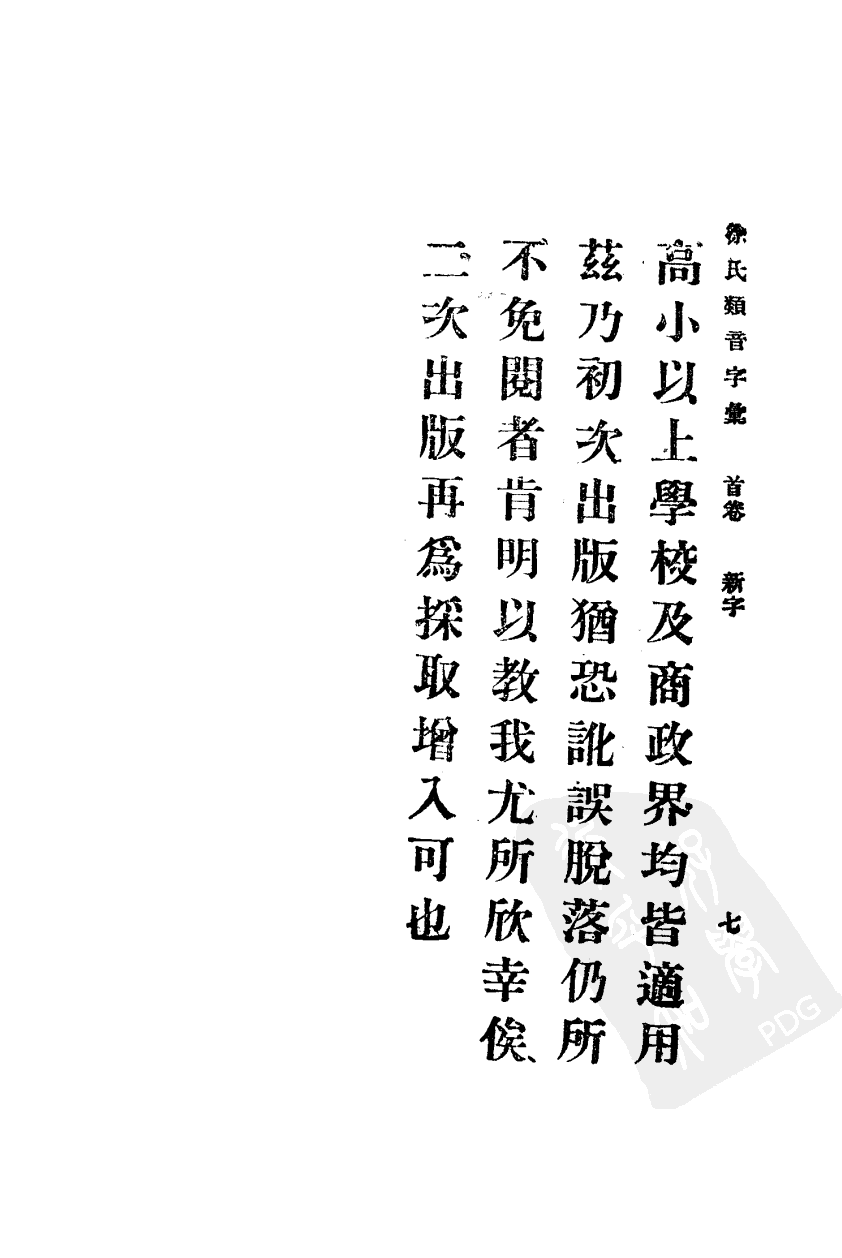 徐氏類音字彙　首卷　新字　七
高小以上學校及商政界均皆適用
茲乃初次出版猶恐訛誤脫落仍所
不免閱者肯明以教我尤所欣幸俟
二次出版再爲採取增入可也
PDG